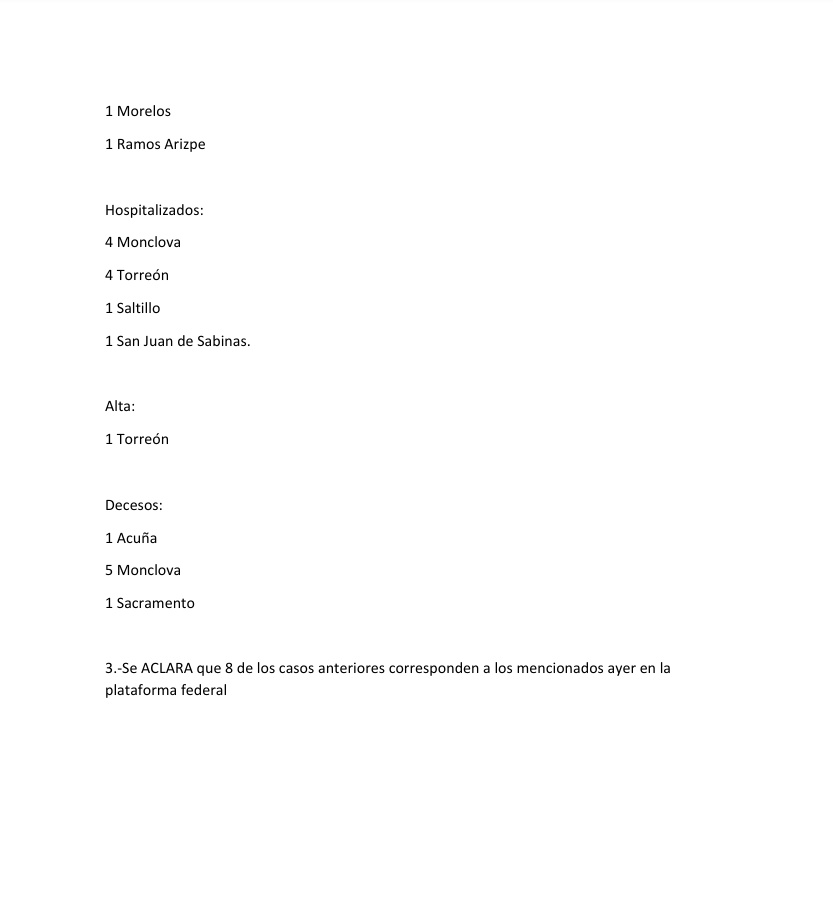 1 Morelos
1 Ramos Arizpe
Hospitalizados:
4 Monclova
4 Torreón
1 Saltillo
1 San Juan de Sabinas.
Alta:
1 Torreón
Decesos:
1 Acuña
5 Monclova
1 Sacramento
3.-Se ACLARA que 8 de los casos anteriores corresponden a los mencionados ayer en la
plataforma federal